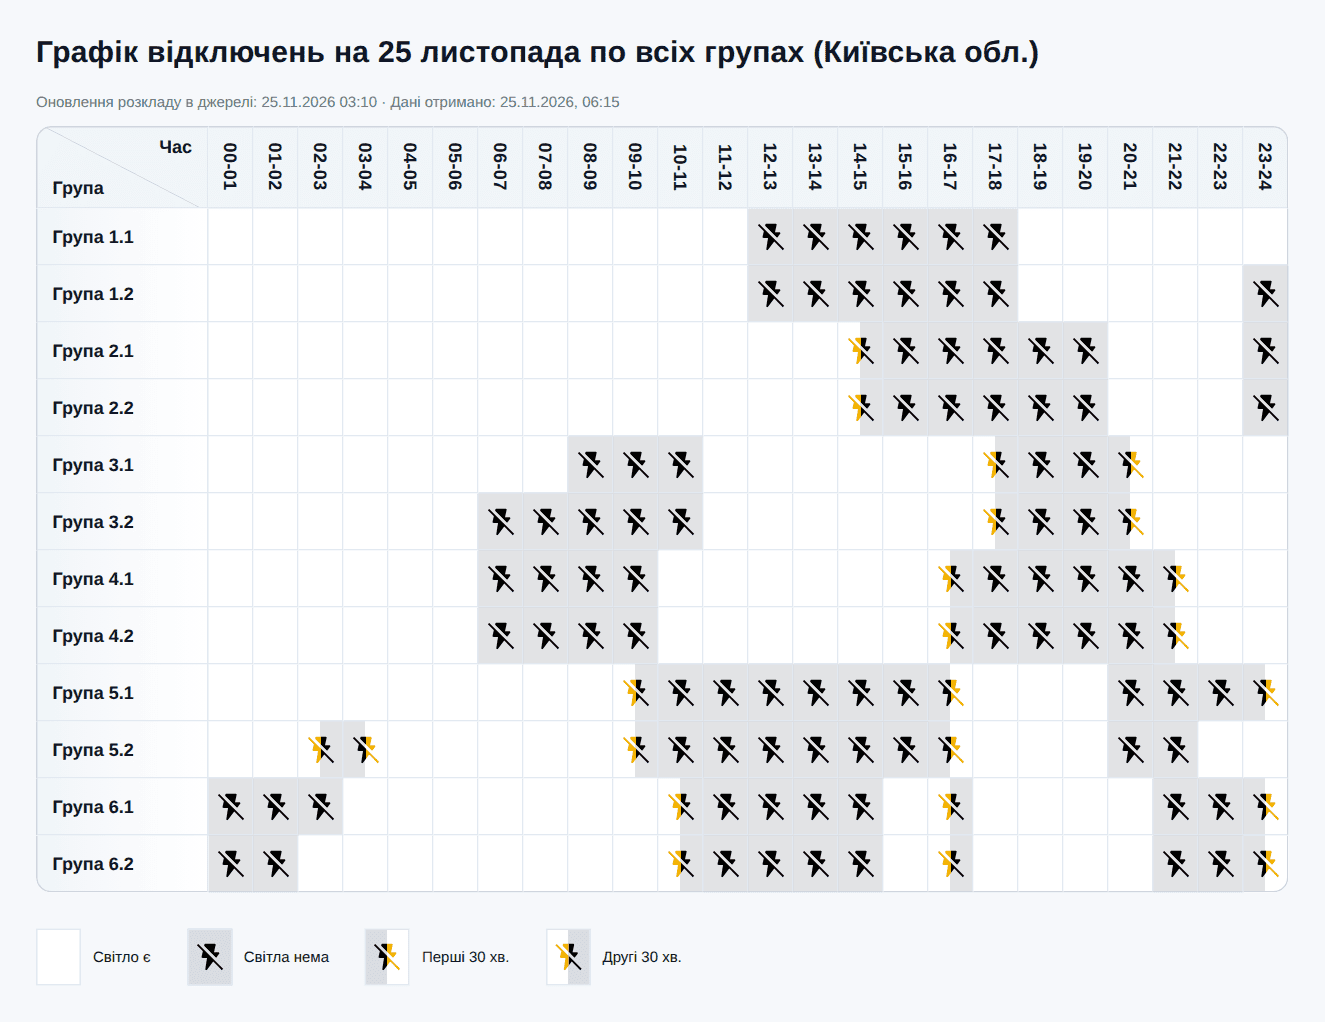 Графік відключень на 25 листопада по всіх групах (Київська обл.)
Оновлення розкладу в джерелі: 25.11.2026 03:10 · Дані отримано: 25.11.2026, 06:15
Час
Група
00-01 01-02 02-03 03-04 04-05 05-06 06-07 07-08 08-09 09-10 10-11 11-12 12-13 13-14 14-15 15-16 16-17 17-18 18-19 19-20 20-21 21-22 22-23 23-24
Група 1.1
Група 1.2
Група 2.1
Група 2.2
Група 3.1
Група 3.2
Група 4.1
Група 4.2
Група 5.1
Група 5.2
Група 6.1
Група 6.2
Світло є Світла нема Перші 30 хв. Другі 30 хв.